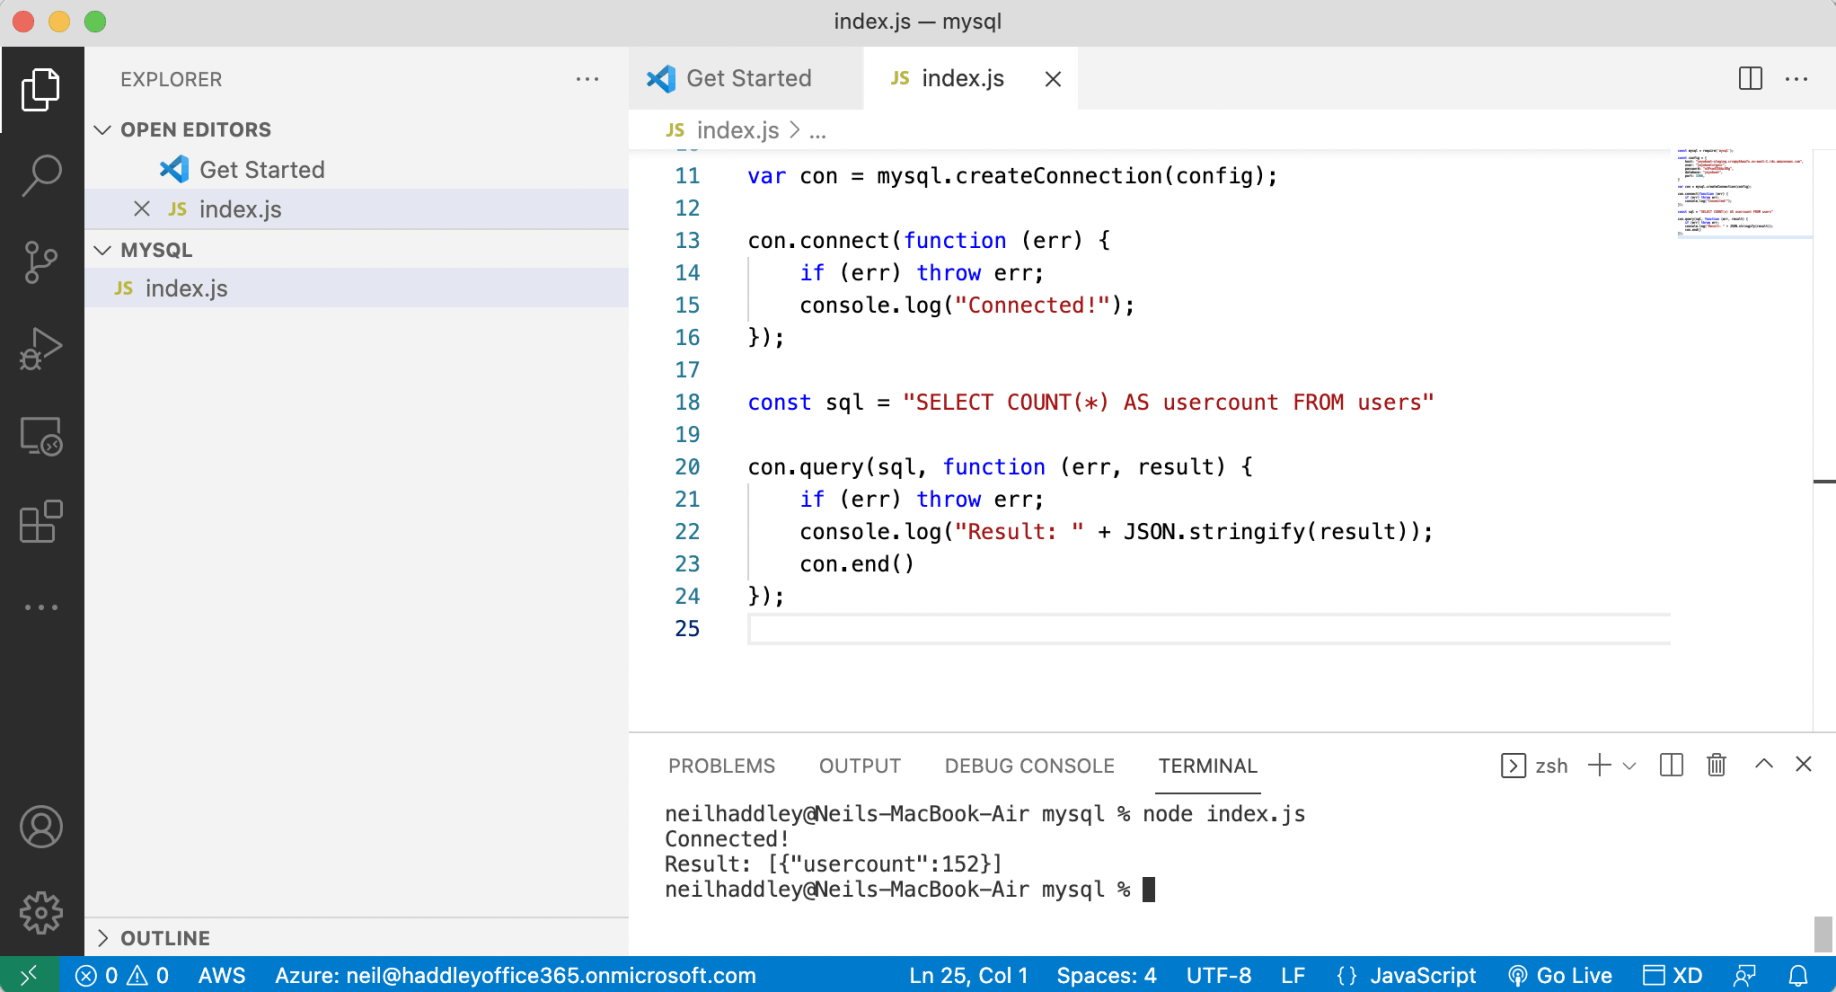 index.js — mysql
EXPLORER
OPEN EDITORS
Get Started
JS index.js
MYSQL
JS index.js
OUTLINE
Get Started
JS index.js
JS index.js > ...
11 var con = mysql.createConnection(config);
12
13 con.connect(function (err) {
14 if (err) throw err;
15 console.log("Connected!");
16 });
17
18 const sql = "SELECT COUNT(*) AS usercount FROM users"
19
20 con.query(sql, function (err, result) {
21 if (err) throw err;
22 console.log("Result: " + JSON.stringify(result));
23 con.end()
24 });
25
PROBLEMS OUTPUT DEBUG CONSOLE TERMINAL
zsh
neilhaddley@Neils-MacBook-Air mysql % node index.js
Connected!
Result: [{"usercount":152}]
neilhaddley@Neils-MacBook-Air mysql %
0 0 AWS Azure: neil@haddleyoffice365.onmicrosoft.com Ln 25, Col 1 Spaces: 4 UTF-8 LF {} JavaScript Go Live XD